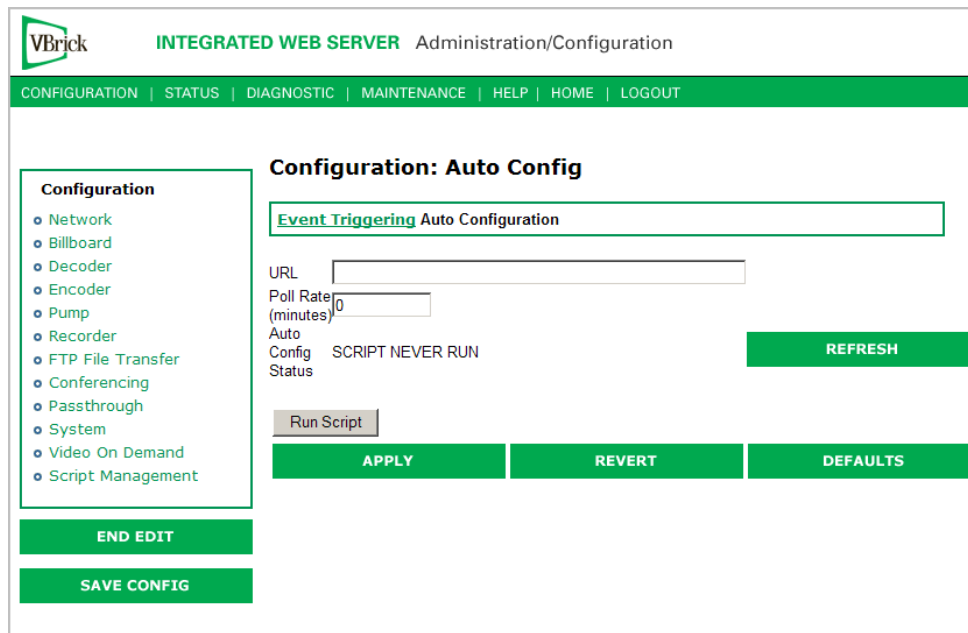 VBrick
INTEGRATED WEB SERVER Administration/Configuration
CONFIGURATION | STATUS | DIAGNOSTIC | MAINTENANCE | HELP | HOME | LOGOUT
Configuration
Network
Billboard
Decoder
Encoder
Pump
Recorder
FTP File Transfer
Conferencing
Passthrough
System
Video On Demand
Script Management
END EDIT
SAVE CONFIG
Configuration: Auto Config
Event Triggering Auto Configuration
URL
Poll Rate
(minutes) 0
Auto
Config SCRIPT NEVER RUN
Status
REFRESH
Run Script
APPLY REVERT DEFAULTS